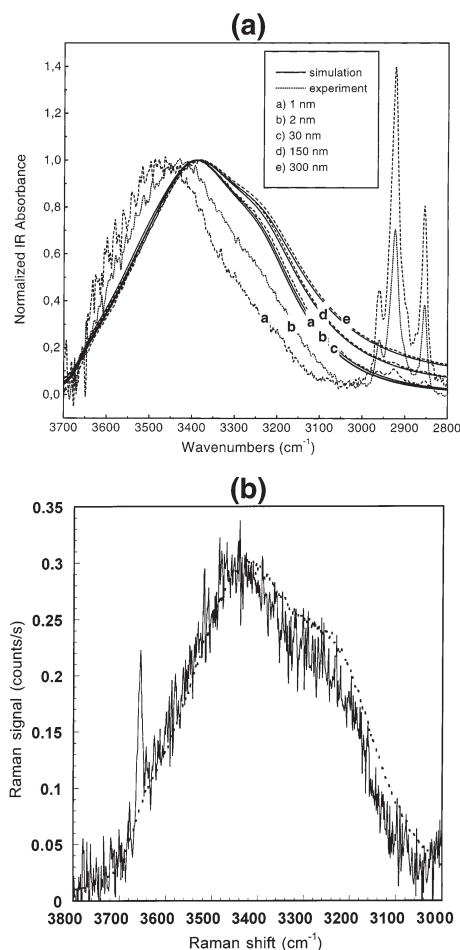 (a)
1,4
1,2
1,0
0,8
0,6
0,4
0,2
0,0
Normalized IR Absorbance
simulation
experiment
a) 1 nm
b) 2 nm
c) 30 nm
d) 150 nm
e) 300 nm
a b a d e
b c
3700 3600 3500 3400 3300 3200 3100 3000 2900 2800
Wavenumbers (cm-1)
(b)
0.35
0.3
0.25
0.2
0.15
0.1
0.05
0
Raman signal (counts/s)
3800 3700 3600 3500 3400 3300 3200 3100 3000
Raman shift (cm-1)